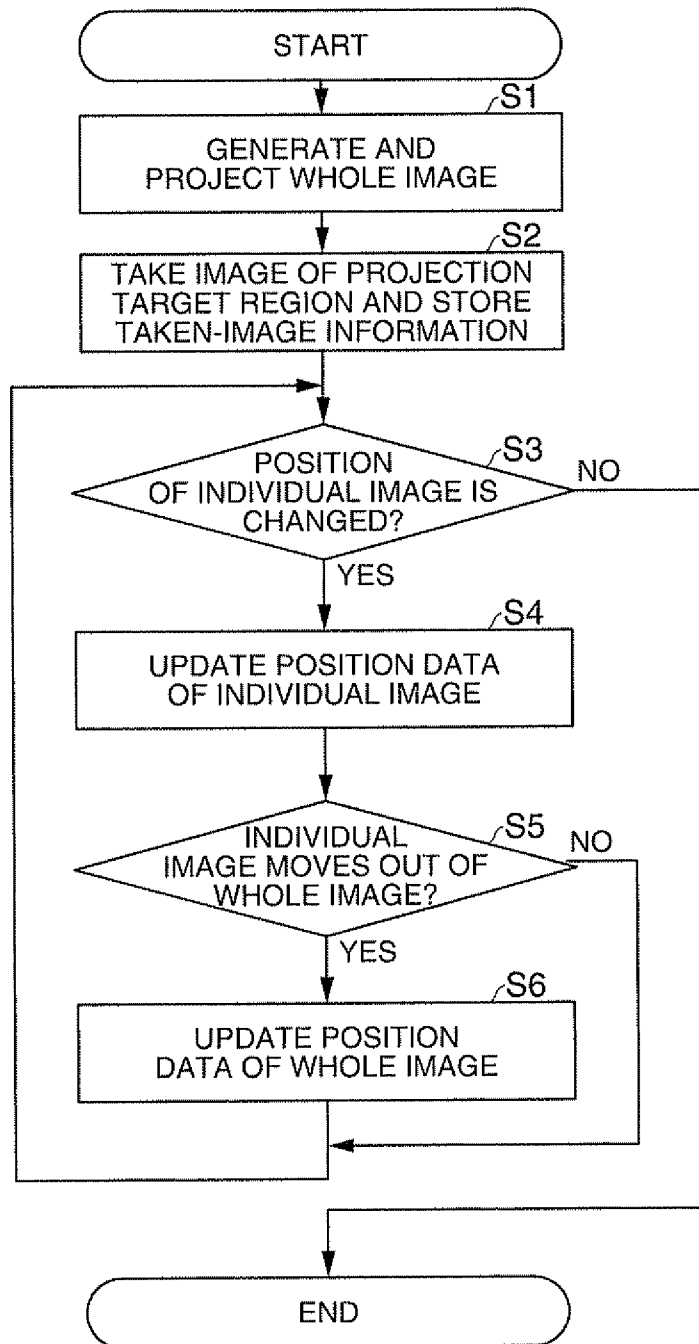 START
S1
GENERATE AND
PROJECT WHOLE IMAGE
S2
TAKE IMAGE OF PROJECTION
TARGET REGION AND STORE
TAKEN-IMAGE INFORMATION
S3
POSITION
OF INDIVIDUAL IMAGE IS
CHANGED?
NO
YES
S4
UPDATE POSITION DATA
OF INDIVIDUAL IMAGE
S5
INDIVIDUAL
IMAGE MOVES OUT OF
WHOLE IMAGE?
NO
YES
S6
UPDATE POSITION
DATA OF WHOLE IMAGE
END